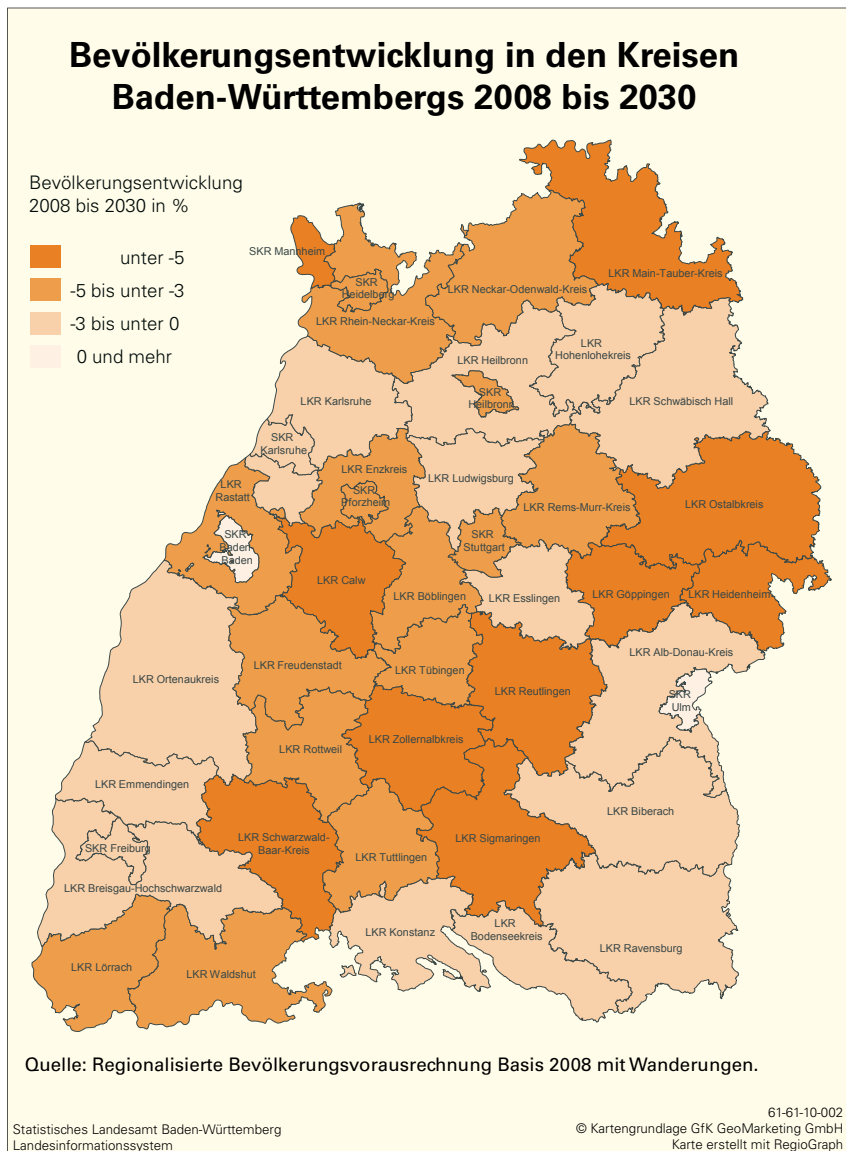 Bevölkerungsentwicklung in den Kreisen
Baden-Württembergs 2008 bis 2030
Bevölkerungsentwicklung
2008 bis 2030 in %
unter -5
-5 bis unter -3
-3 bis unter 0
0 und mehr
SKR Mannheim
LKR Main-Tauber-Kreis
SKR
Heidelberg
LKR Neckar-Odenwald-Kreis
LKR Rhein-Neckar-Kreis
LKR
Hohenlohekreis
LKR Heilbronn
SKR
Heilbronn
LKR Karlsruhe
LKR Schwäbisch Hall
SKR
Karlsruhe
LKR Enzkreis
LKR Ludwigsburg
LKR
Rastatt
SKR
Pforzheim
LKR Rems-Murr-Kreis
LKR Ostalbkreis
SKR
Baden-
Baden
SKR
Stuttgart
LKR Calw
LKR Böblingen
LKR Esslingen
LKR Göppingen
LKR Heidenheim
LKR Alb-Donau-Kreis
LKR Freudenstadt
LKR Tübingen
LKR Ortenaukreis
LKR Reutlingen
SKR
Ulm
LKR Rottweil
LKR Zollernalbkreis
LKR Emmendingen
LKR Biberach
LKR Schwarzwald-
Baar-Kreis
LKR Sigmaringen
SKR Freiburg
LKR Tuttlingen
LKR Breisgau-Hochschwarzwald
LKR Konstanz
LKR
Bodenseekreis
LKR Ravensburg
LKR Lörrach
LKR Waldshut
Quelle: Regionalisierte Bevölkerungsvorausrechnung Basis 2008 mit Wanderungen.
61-61-10-002
Statistisches Landesamt Baden-Württemberg
© Kartengrundlage GfK GeoMarketing GmbH
Landesinformationssystem
Karte erstellt mit RegioGraph